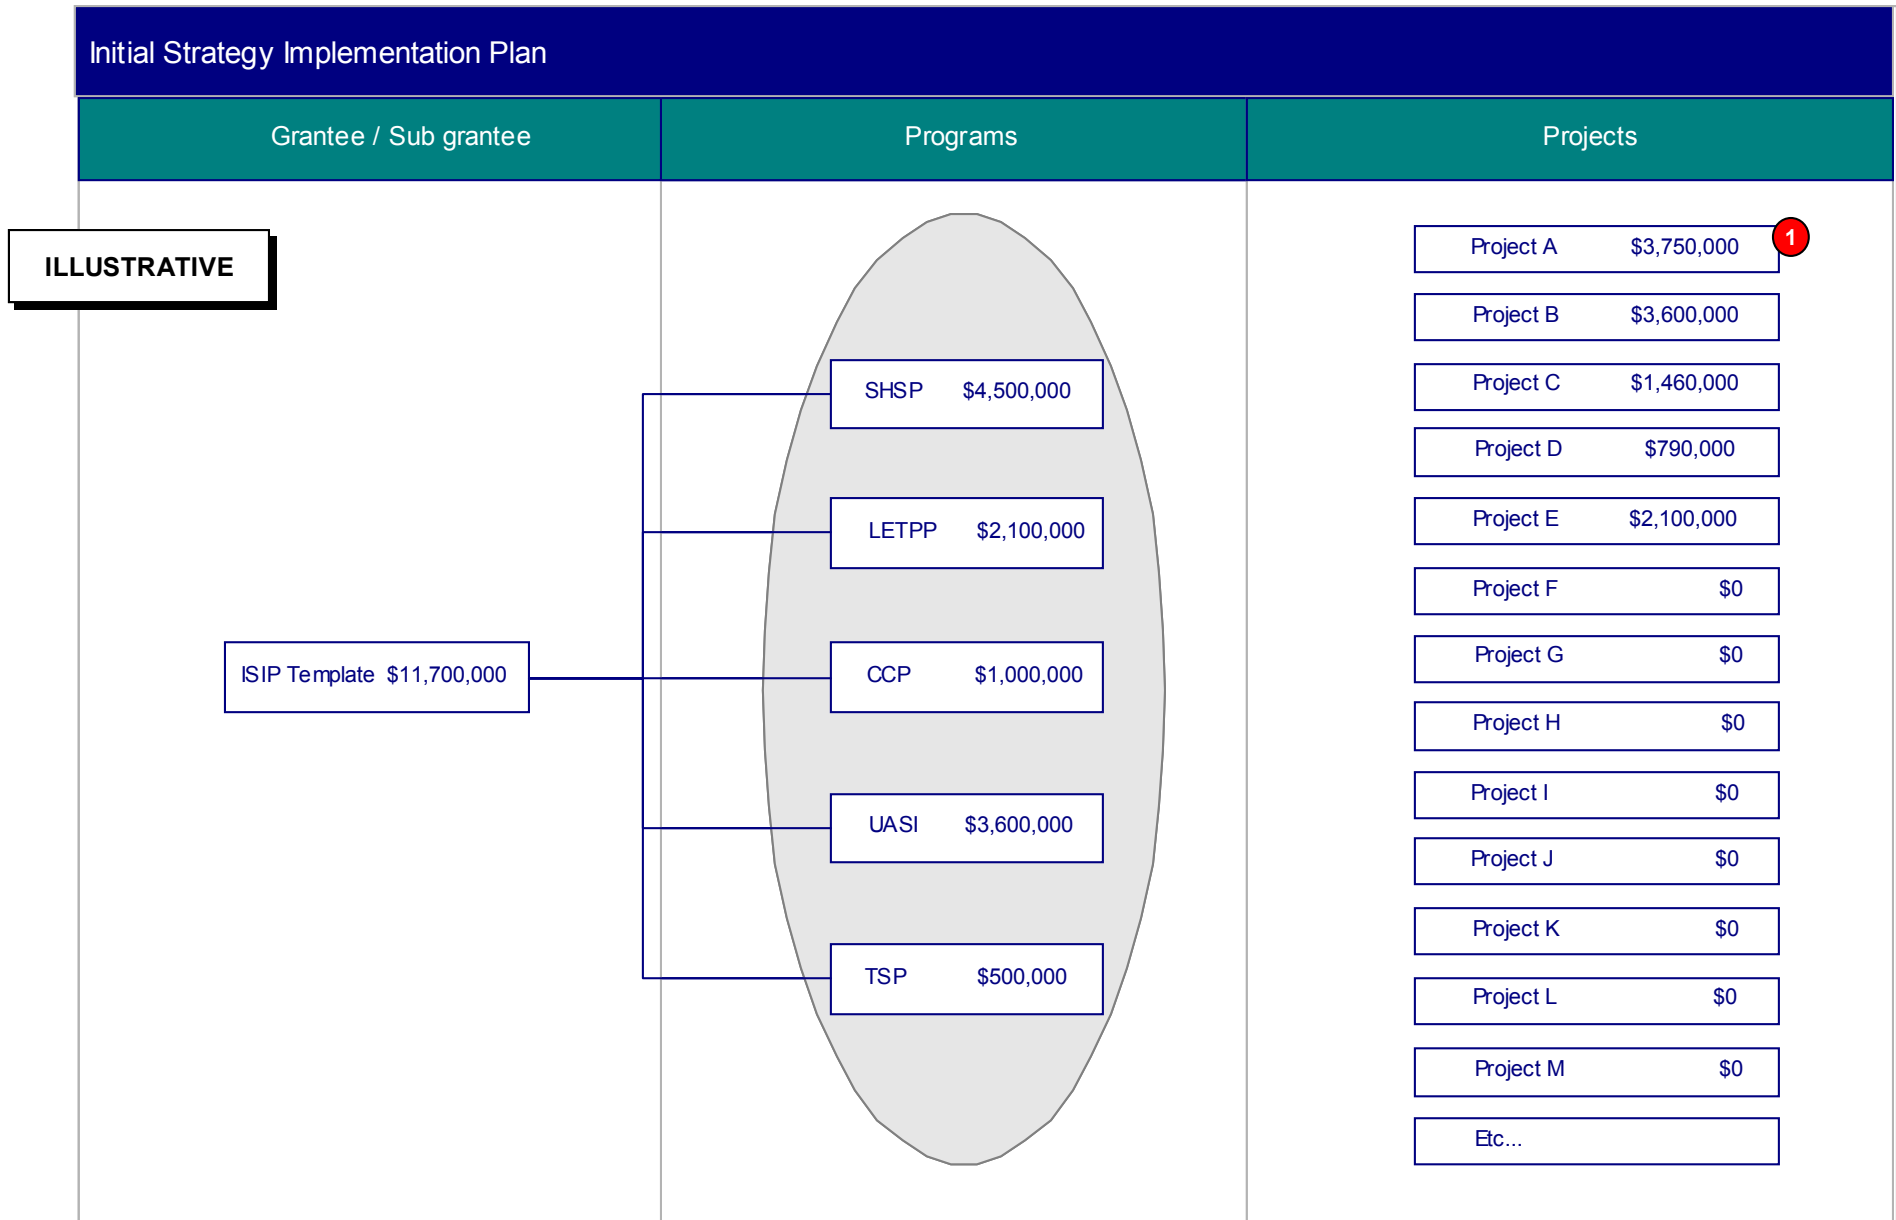 Initial Strategy Implementation Plan
Grantee / Sub grantee
Programs
Projects
ILLUSTRATIVE
ISIP Template $11,700,000
SHSP $4,500,000
LETPP $2,100,000
CCP $1,000,000
UASI $3,600,000
TSP $500,000
1
Project A $3,750,000
Project B $3,600,000
Project C $1,460,000
Project D $790,000
Project E $2,100,000
Project F $0
Project G $0
Project H $0
Project I $0
Project J $0
Project K $0
Project L $0
Project M $0
Etc...